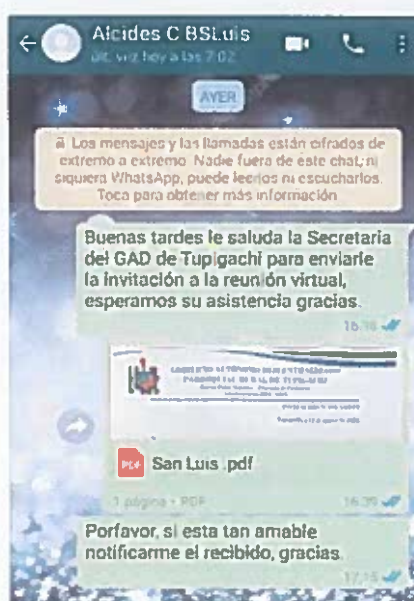 Alcides C BSLuis
últ. vez hoy a las 7:02
AYER
Los mensajes y las llamadas están cifrados de
extremo a extremo. Nadie fuera de este chat, ni
siquiera WhatsApp, puede leerlos ni escucharlos.
Toca para obtener más información
Buenas tardes le saluda la Secretaria
del GAD de Tupigachi para enviarle
la invitación a la reunión virtual,
esperamos su asistencia gracias.
PDF San Luis .pdf
1 página • PDF 16:39
Porfavor, si esta tan amable
notificarme el recibido, gracias.
17:15